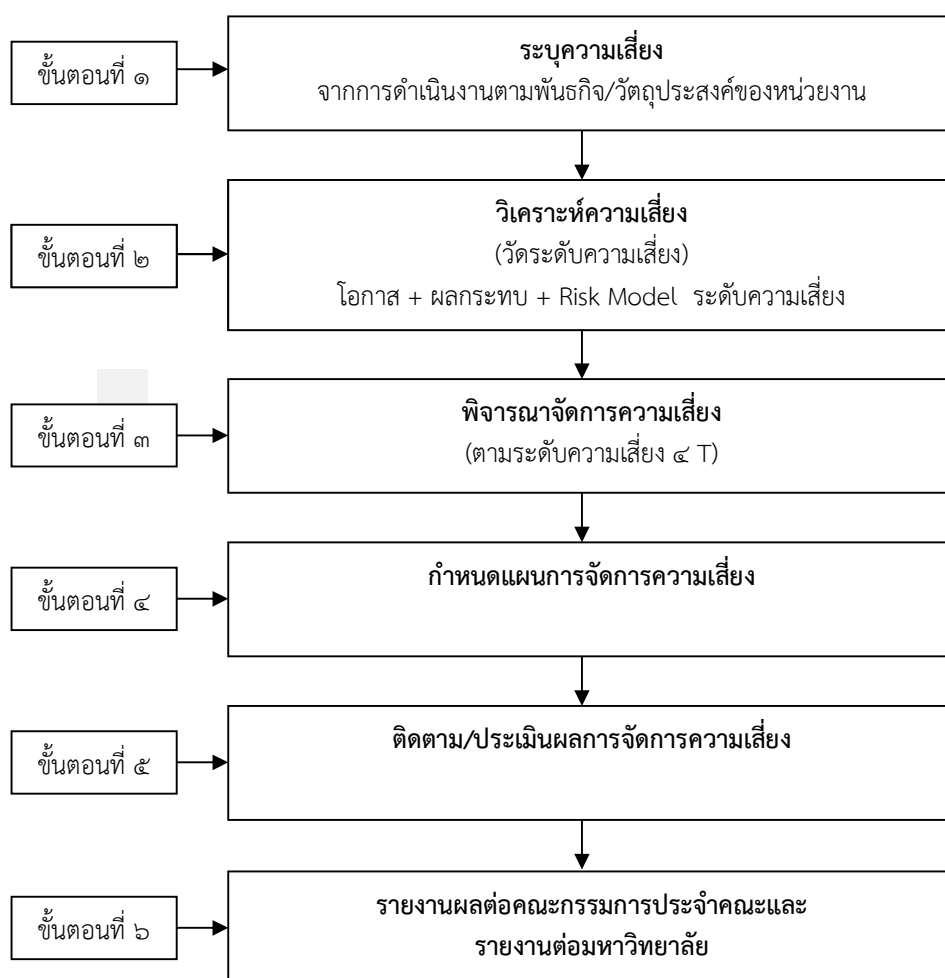 ขั้นตอนที่ ๑
ระบุความเสี่ยง
จากการดำเนินงานตามพันธกิจ/วัตถุประสงค์ของหน่วยงาน
ขั้นตอนที่ ๒
วิเคราะห์ความเสี่ยง
(วัดระดับความเสี่ยง)
โอกาส + ผลกระทบ + Risk Model ระดับความเสี่ยง
ขั้นตอนที่ ๓
พิจารณาจัดการความเสี่ยง
(ตามระดับความเสี่ยง ๔ T)
ขั้นตอนที่ ๔
กำหนดแผนการจัดการความเสี่ยง
ขั้นตอนที่ ๕
ติดตาม/ประเมินผลการจัดการความเสี่ยง
ขั้นตอนที่ ๖
รายงานผลต่อคณะกรรมการประจำคณะและ
รายงานต่อมหาวิทยาลัย